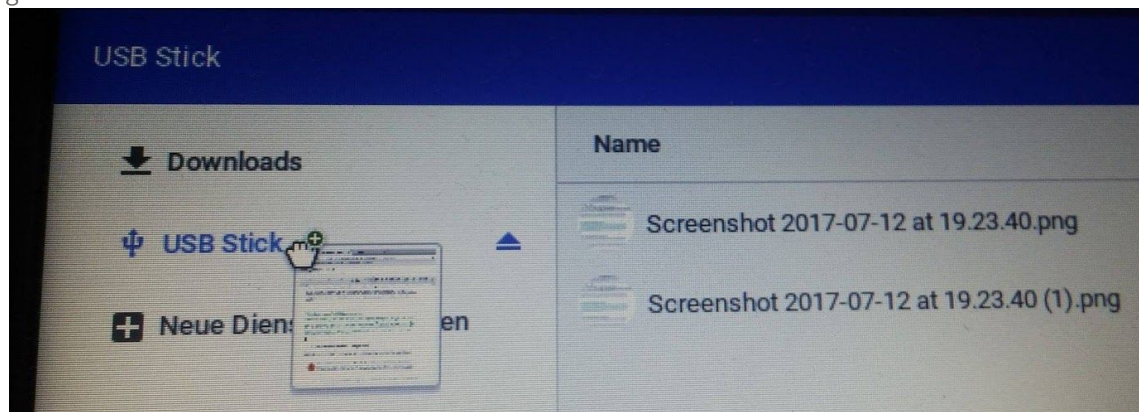 USB Stick
Downloads
USB Stick
Neue en
Name
Screenshot 2017-07-12 at 19.23.40.png
Screenshot 2017-07-12 at 19.23.40 (1).png